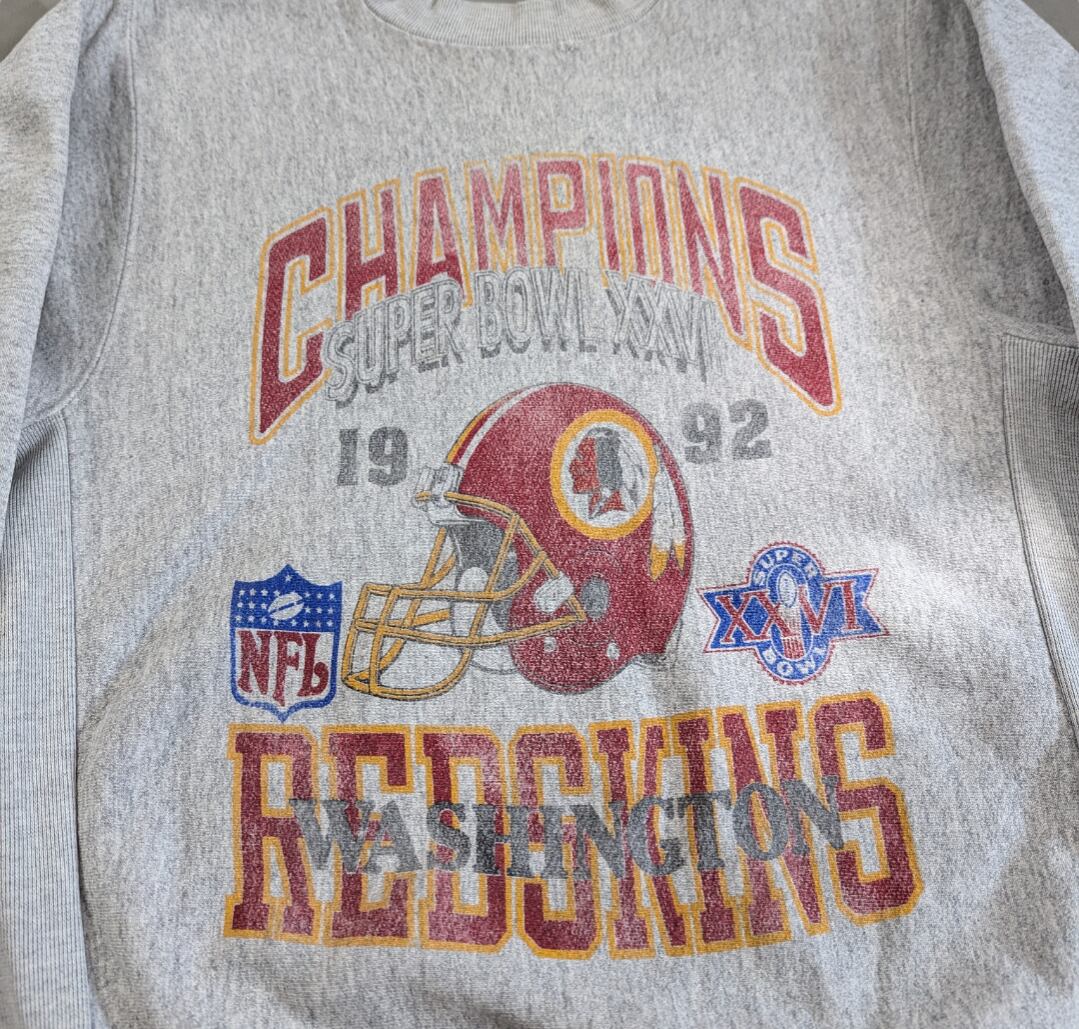 CHAMPIONS
SUPER BOWL XXVI
19 92
NFL
SUPER
XXVI
BOWL
REDSKINS
WASHINGTON